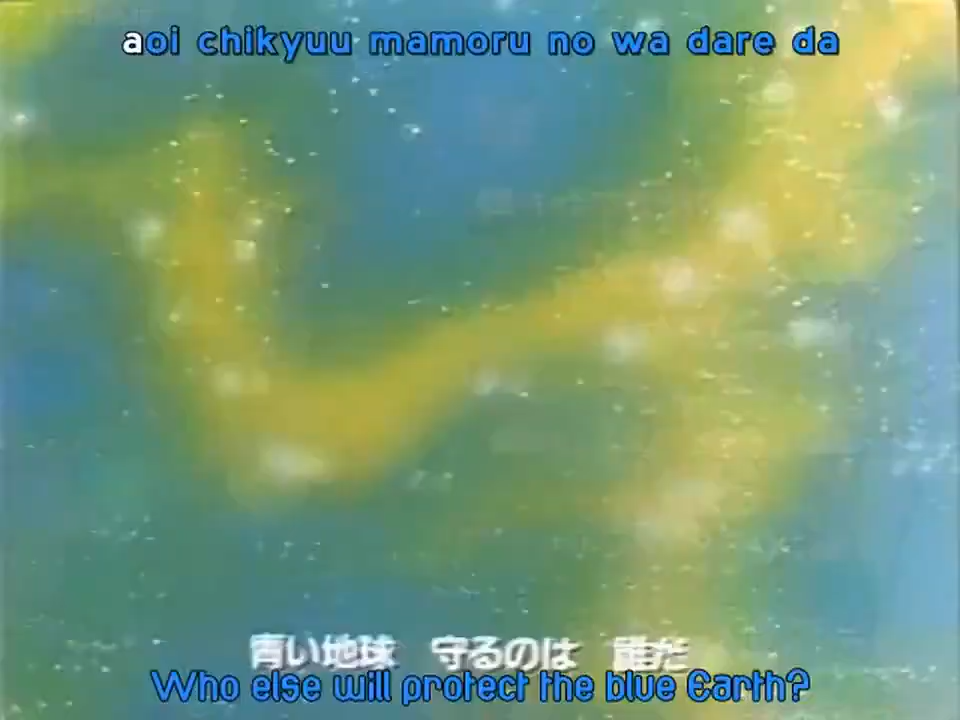 aoi chikyuu mamoru no wa dare da
青い地球 守るのは 誰だ
Who else will protect the blue Earth?